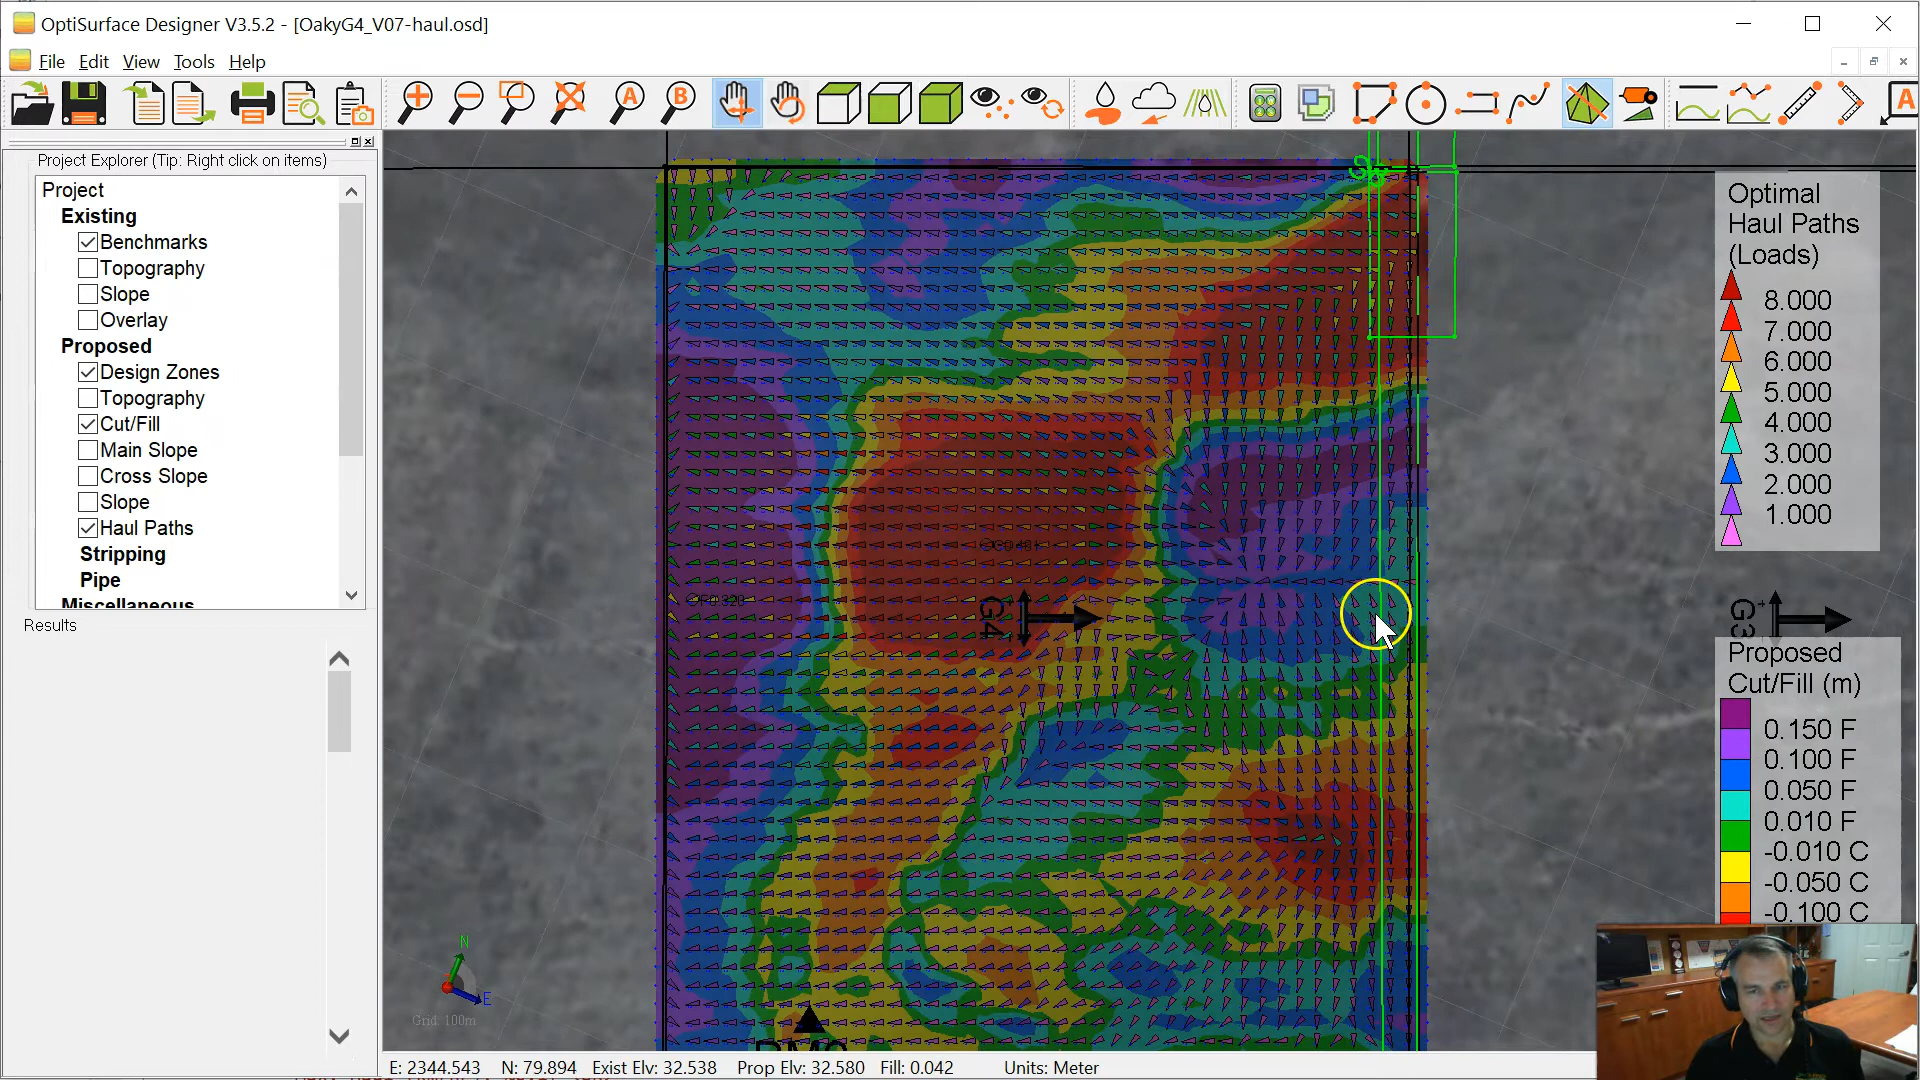 OptiSurface Designer V3.5.2 - [OakyG4_V07-haul.osd]
File Edit View Tools Help
A B A
Project Explorer (Tip: Right click on items)
Project
Existing
Benchmarks
Topography
Slope
Overlay
Proposed
Design Zones
Topography
Cut/Fill
Main Slope
Cross Slope
Slope
Haul Paths
Stripping
Pipe
Miscellaneous
Results
Optimal
Haul Paths
(Loads)
8.000
7.000
6.000
5.000
4.000
3.000
2.000
1.000
G4
G3
Proposed
Cut/Fill (m)
0.150 F
0.100 F
0.050 F
0.010 F
-0.010 C
-0.050 C
-0.100 C
N
E
Grid: 100m
E: 2344.543 N: 79.894 Exist Elv: 32.538 Prop Elv: 32.580 Fill: 0.042 Units: Meter